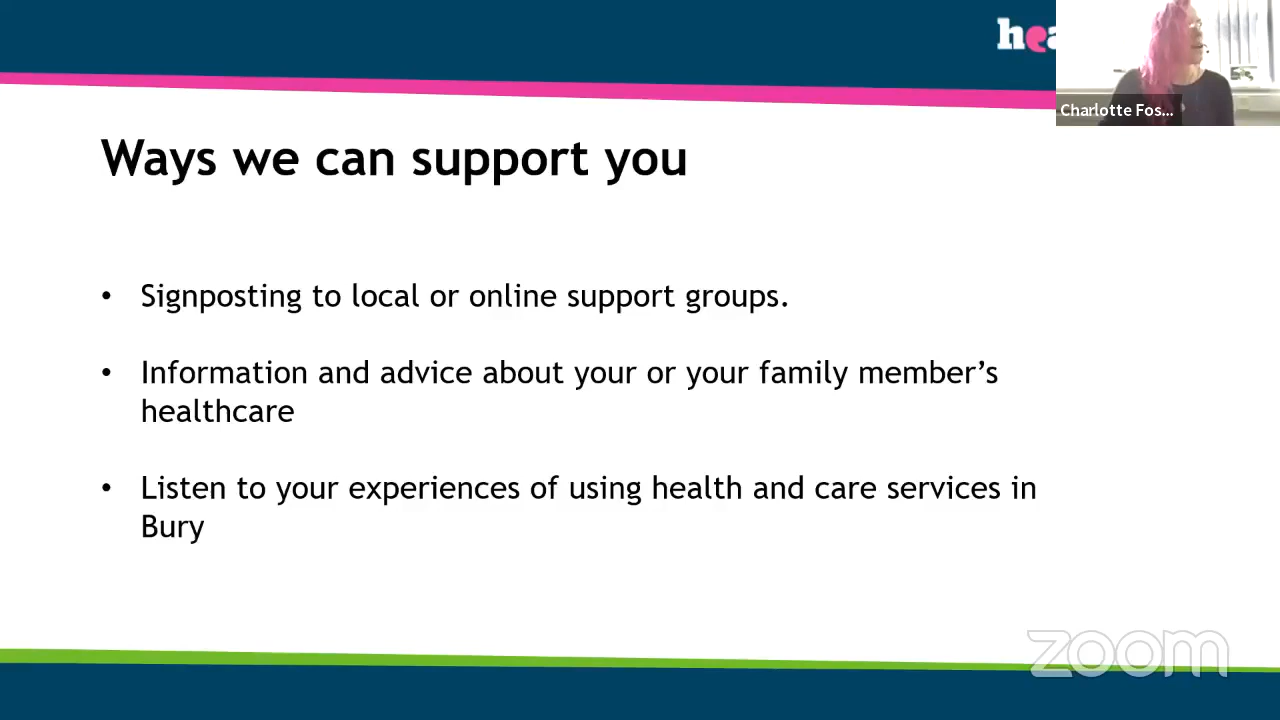 Charlotte Fos...
Ways we can support you
• Signposting to local or online support groups.
• Information and advice about your or your family member’s
healthcare
• Listen to your experiences of using health and care services in
Bury
zoom